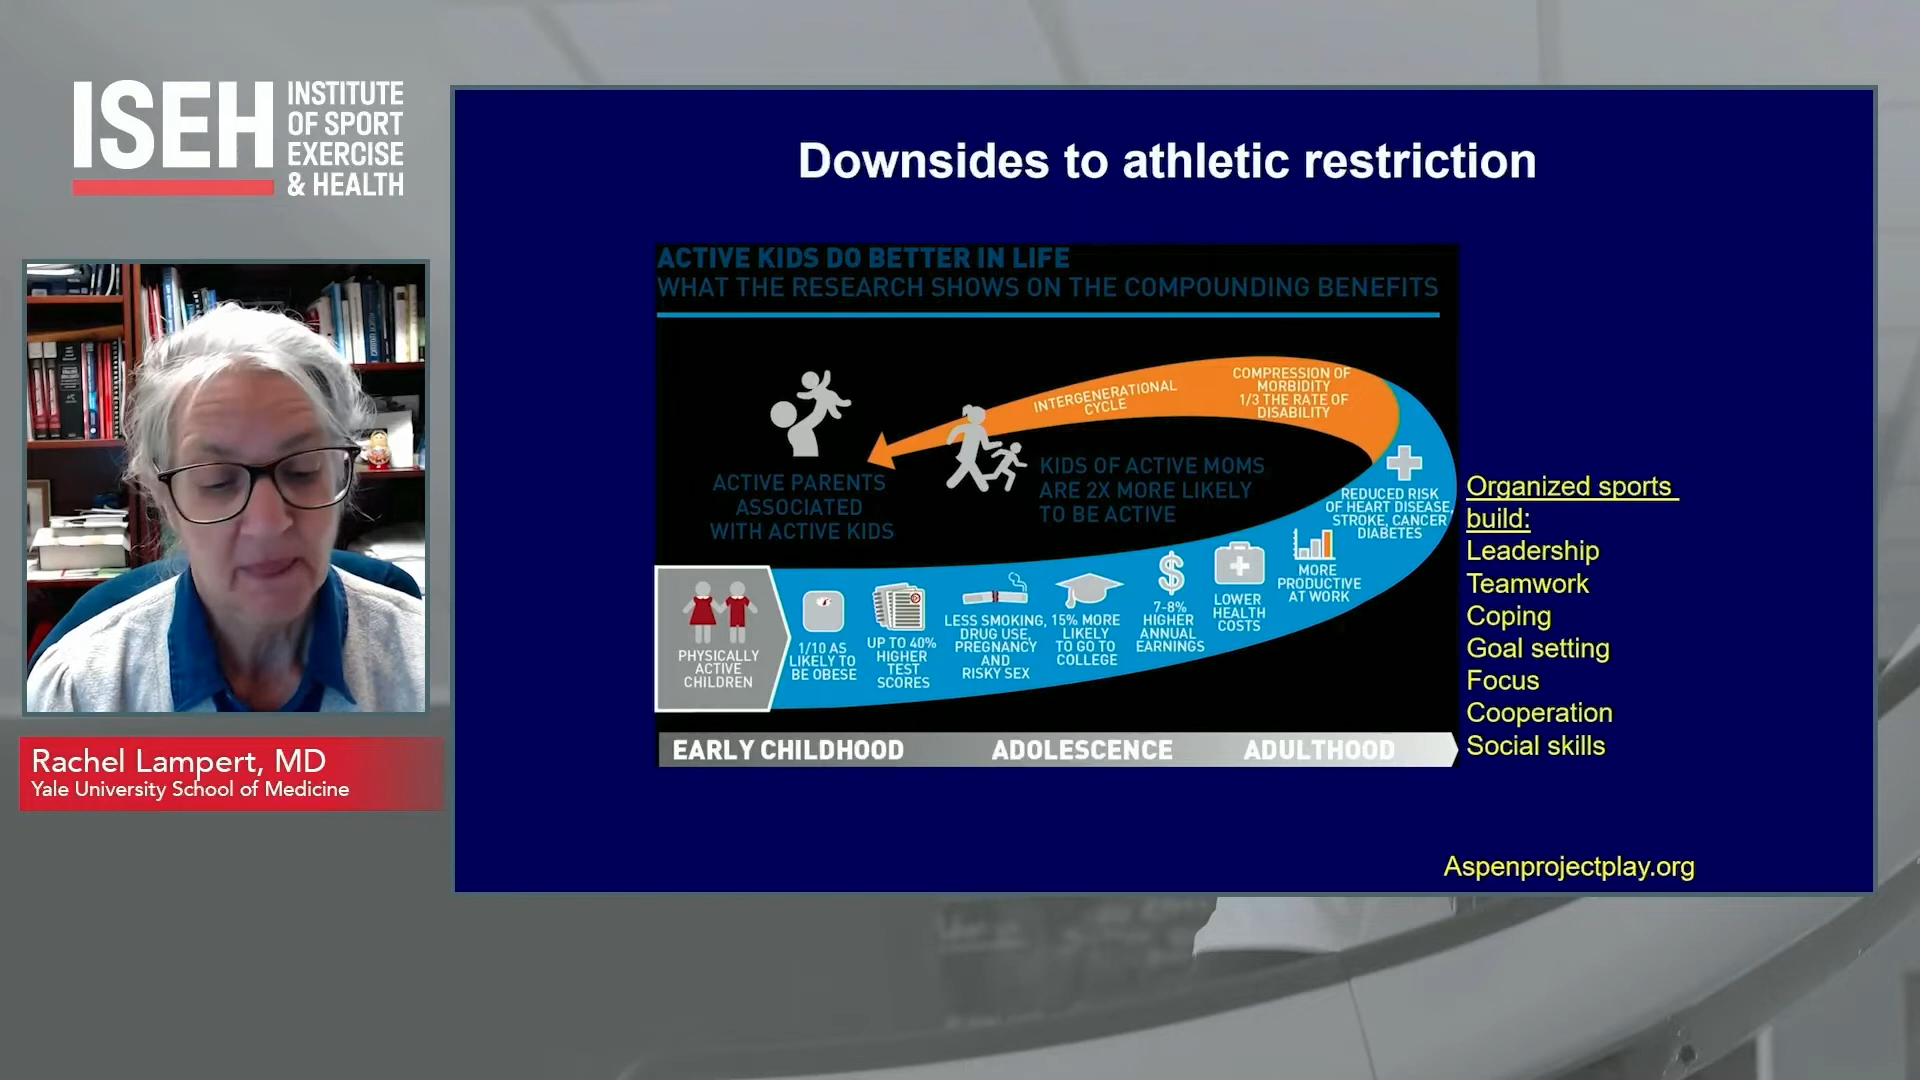 ISEH
INSTITUTE
OF SPORT
EXERCISE
& HEALTH
Rachel Lampert, MD
Yale University School of Medicine
Downsides to athletic restriction
ACTIVE KIDS DO BETTER IN LIFE
WHAT THE RESEARCH SHOWS ON THE COMPOUNDING BENEFITS
INTERGENERATIONAL
CYCLE
COMPRESSION OF
MORBIDITY
1/3 THE RATE OF
DISABILITY
ACTIVE PARENTS
ASSOCIATED
WITH ACTIVE KIDS
KIDS OF ACTIVE MOMS
ARE 2X MORE LIKELY
TO BE ACTIVE
REDUCED RISK
OF HEART DISEASE,
STROKE, CANCER
DIABETES
PHYSICALLY
ACTIVE
CHILDREN
1/10 AS
LIKELY TO
BE OBESE
UP TO 40%
HIGHER
TEST
SCORES
LESS SMOKING,
DRUG USE,
PREGNANCY
AND
RISKY SEX
15% MORE
LIKELY
TO GO TO
COLLEGE
$
7-8%
HIGHER
ANNUAL
EARNINGS
LOWER
HEALTH
COSTS
MORE
PRODUCTIVE
AT WORK
EARLY CHILDHOOD
ADOLESCENCE
ADULTHOOD
Organized sports
build:
Leadership
Teamwork
Coping
Goal setting
Focus
Cooperation
Social skills
Aspenprojectplay.org